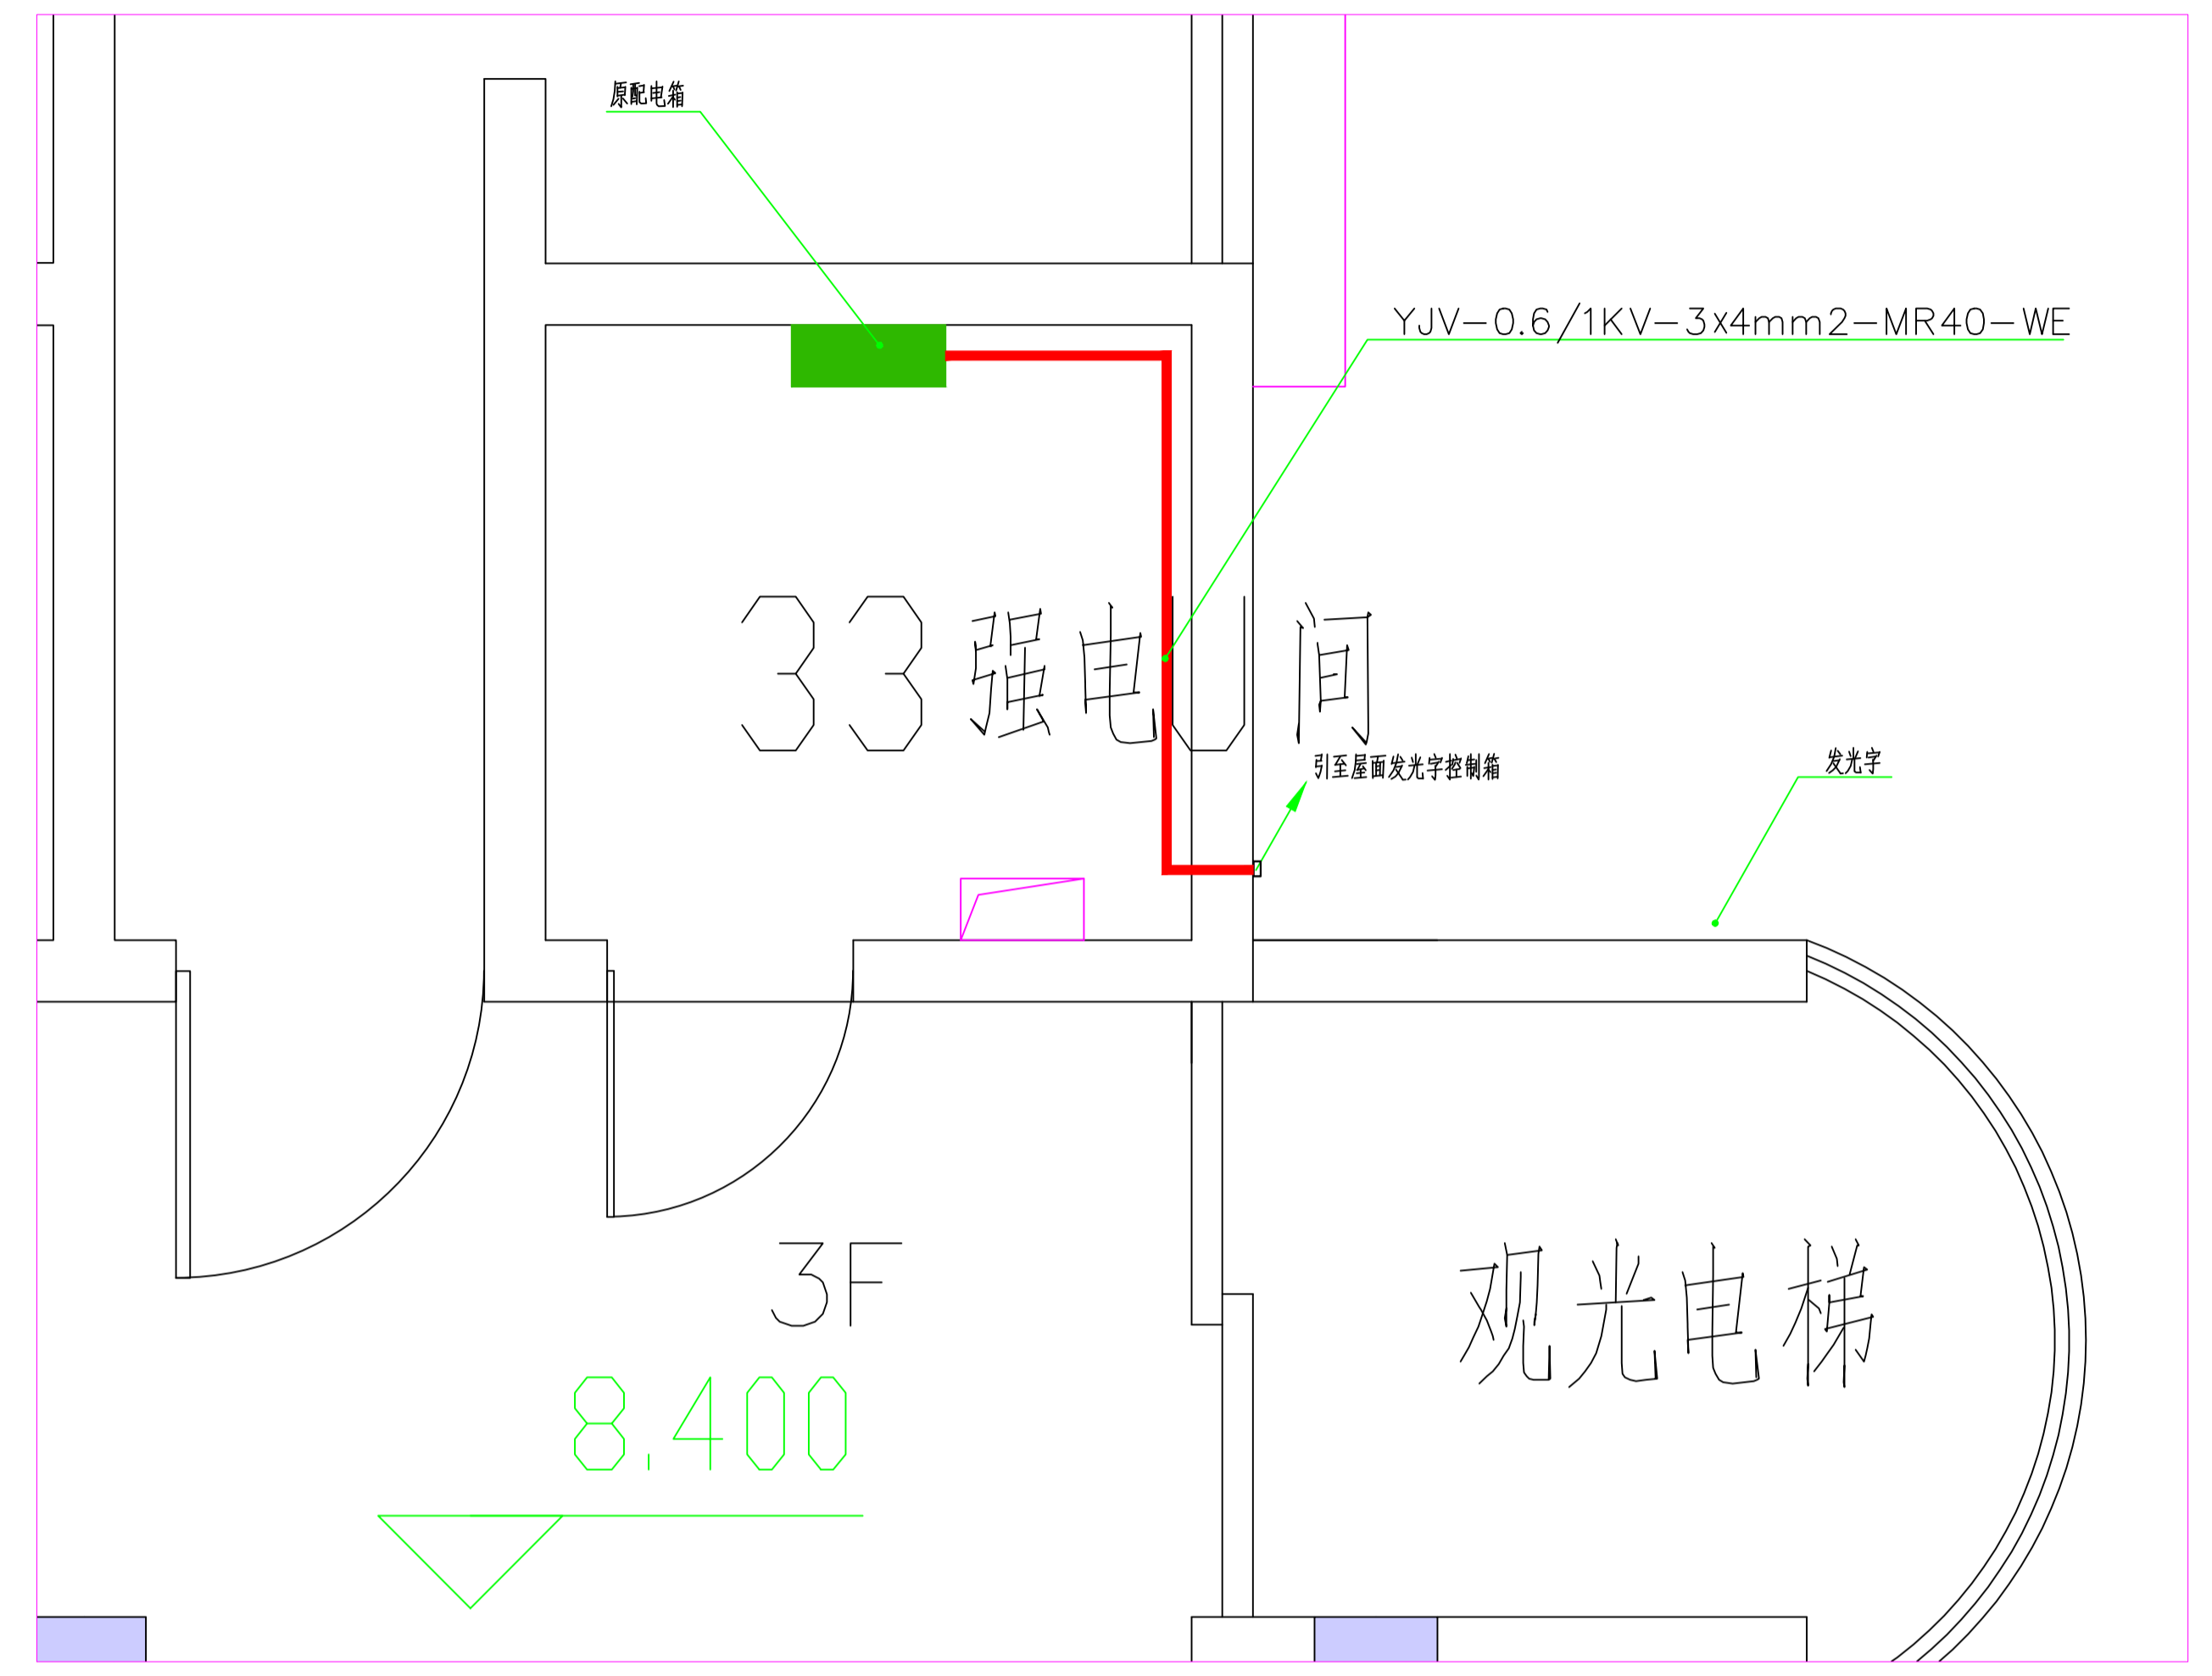 原配电箱
YJV-0.6/1KV-3x4mm2-MR40-WE
33强电U间
引至屋面发光字控制箱
发光字
3F
观光电梯
8.400